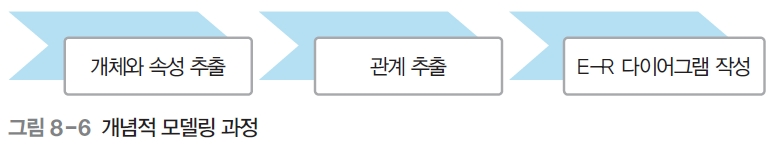 개체와 속성 추출
관계 추출
E-R 다이어그램 작성
그림 8-6 개념적 모델링 과정